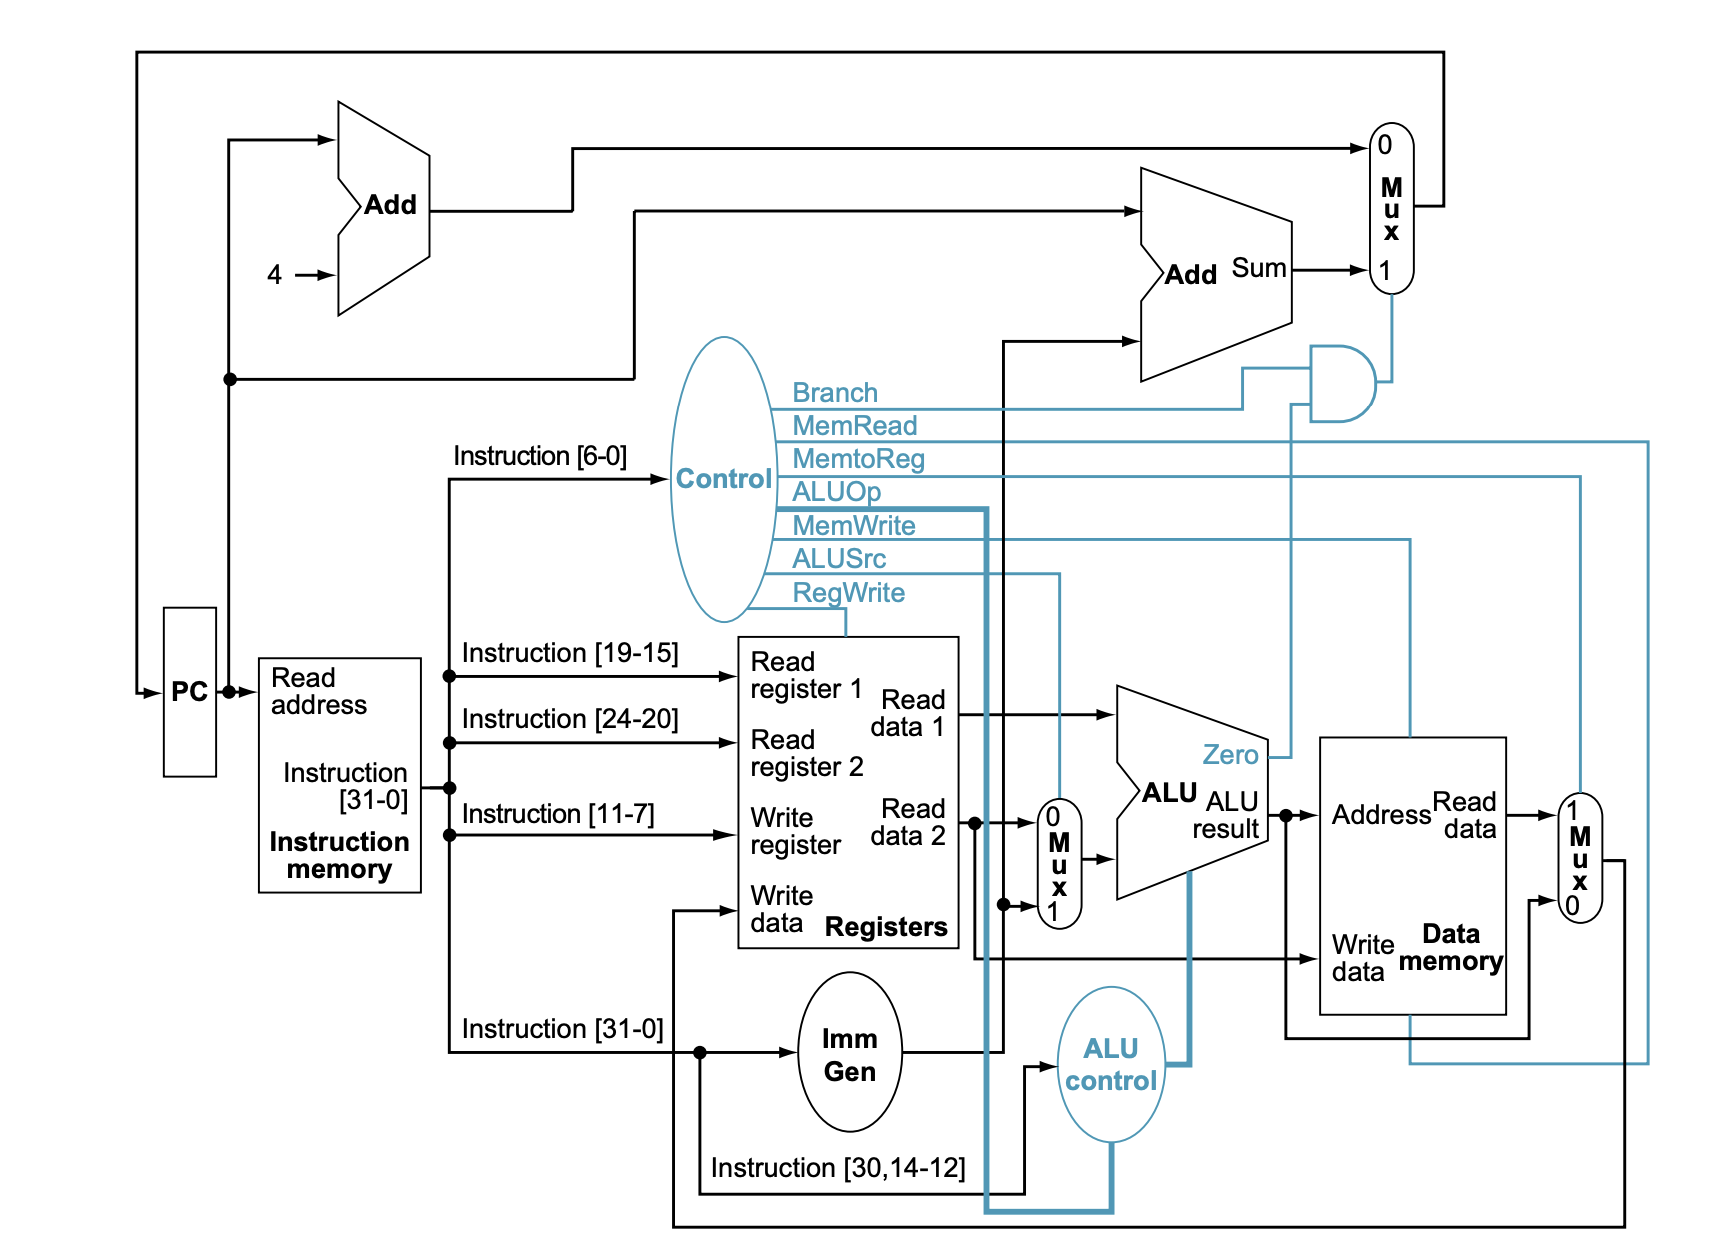 0
M
u
x
1
Add
4
Add
Sum
Branch
MemRead
MemtoReg
ALUOp
MemWrite
ALUSrc
RegWrite
Control
Instruction [6-0]
Instruction [19-15]
Instruction [24-20]
Instruction [11-7]
Instruction [31-0]
Instruction [30,14-12]
PC
Read
address
Instruction
[31-0]
Instruction
memory
Read
register 1
Read
register 2
Write
register
Write
data
Read
data 1
Read
data 2
Registers
0
M
u
x
1
Zero
ALU
ALU
result
Address
Read
data
Write
data
Data
memory
1
M
u
x
0
Imm
Gen
ALU
control